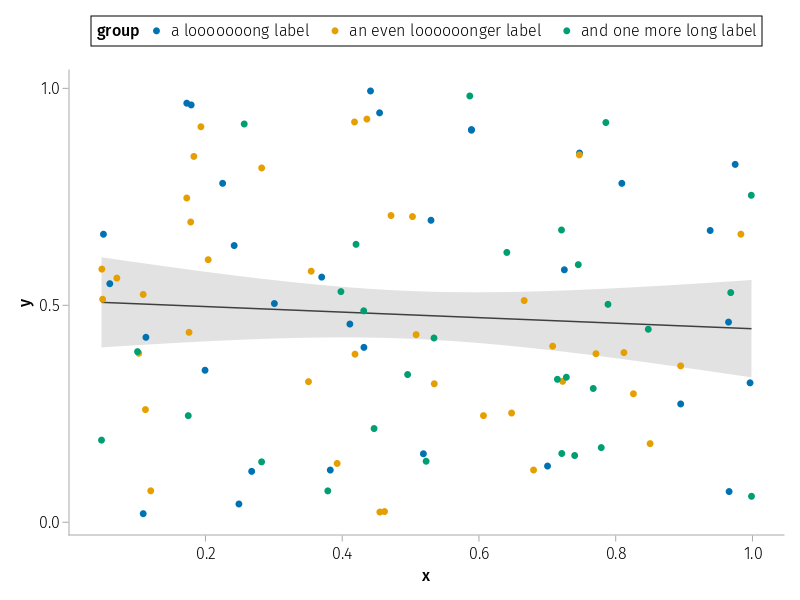 group a looooooong label an even loooooonger label and one more long label
1.0
y
0.5
0.0
0.2 0.4 0.6 0.8 1.0
x